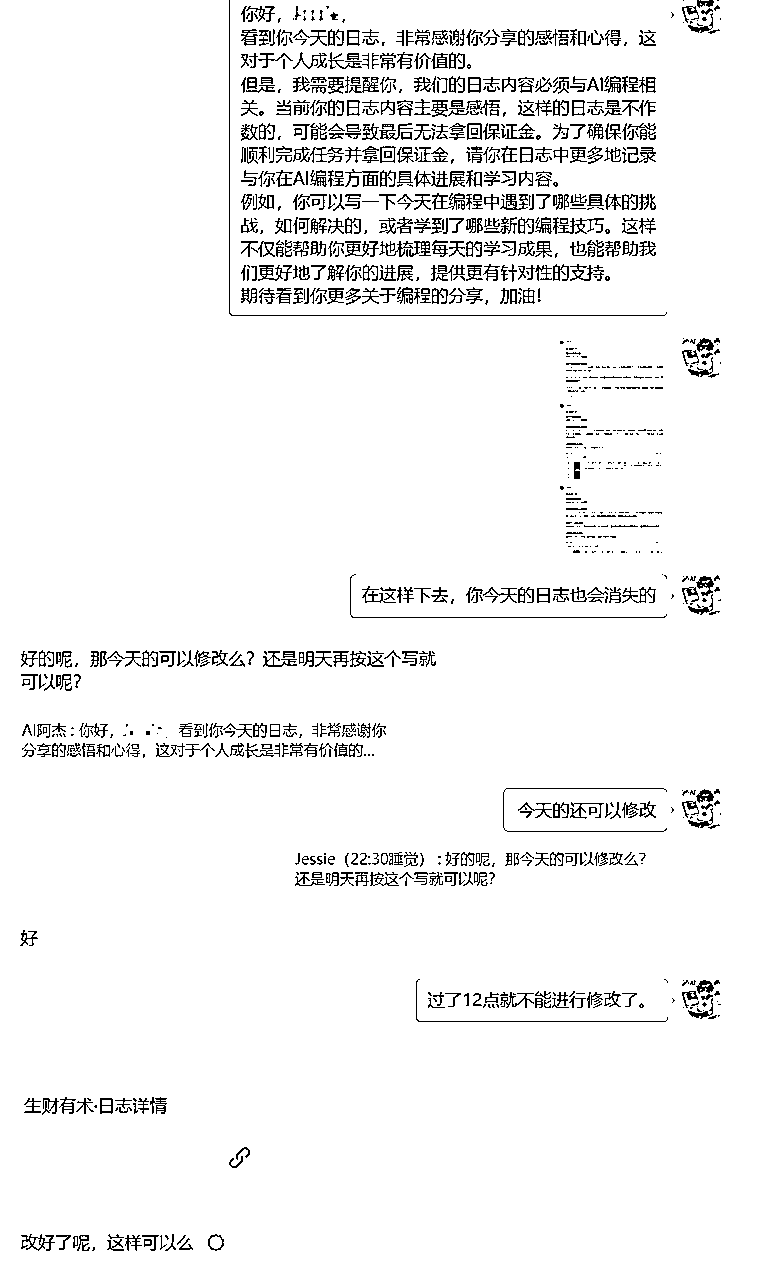 你好，
看到你今天的日志，非常感谢你分享的感悟和心得，这
对于个人成长是非常有价值的。
但是，我需要提醒你，我们的日志内容必须与AI编程相
关。当前你的日志内容主要是感悟，这样的日志是不作
数的，可能会导致最后无法拿回保证金。为了确保你能
顺利完成任务并拿回保证金，请你在日志中更多地记录
与你在AI编程方面的具体进展和学习内容。
例如，你可以写一下今天在编程中遇到了哪些具体的挑
战，如何解决的，或者学到了哪些新的编程技巧。这样
不仅能帮助你更好地梳理每天的学习成果，也能帮助我
们更好地了解你的进展，提供更有针对性的支持。
期待看到你更多关于编程的分享，加油！
在这样下去，你今天的日志也会消失的
好的呢，那今天的可以修改么？还是明天再按这个写就
可以呢？
AI阿杰：你好，看到你今天的日志，非常感谢你
分享的感悟和心得，这对于个人成长是非常有价值的...
今天的还可以修改
Jessie（22:30睡觉）：好的呢，那今天的可以修改么？
还是明天再按这个写就可以呢？
好
过了12点就不能进行修改了。
生财有术·日志详情
改好了呢，这样可以么